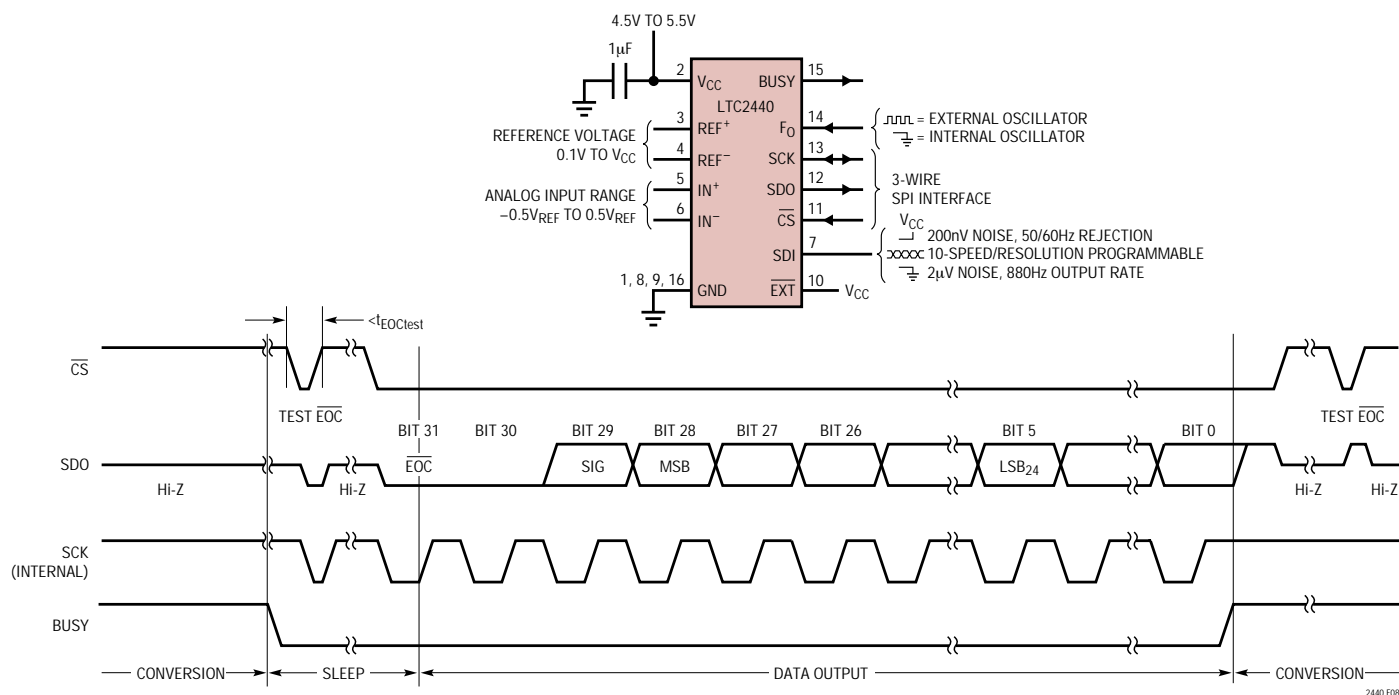 4.5V TO 5.5V
1µF
2
VCC
BUSY
15
LTC2440
REFERENCE VOLTAGE
0.1V TO VCC
3
REF+
4
REF−
FO
14
= EXTERNAL OSCILLATOR
= INTERNAL OSCILLATOR
SCK
13
ANALOG INPUT RANGE
−0.5VREF TO 0.5VREF
5
IN+
6
IN−
SDO
12
CS
11
3-WIRE
SPI INTERFACE
SDI
7
VCC
200nV NOISE, 50/60Hz REJECTION
10-SPEED/RESOLUTION PROGRAMMABLE
2µV NOISE, 880Hz OUTPUT RATE
1, 8, 9, 16
GND
EXT
10
VCC
<tEOCtest
CS
TEST EOC
TEST EOC
BIT 31
BIT 30
BIT 29
BIT 28
BIT 27
BIT 26
BIT 5
BIT 0
SDO
EOC
SIG
MSB
LSB24
Hi-Z
Hi-Z
Hi-Z
Hi-Z
SCK
(INTERNAL)
BUSY
CONVERSION
SLEEP
DATA OUTPUT
CONVERSION
2440 F08